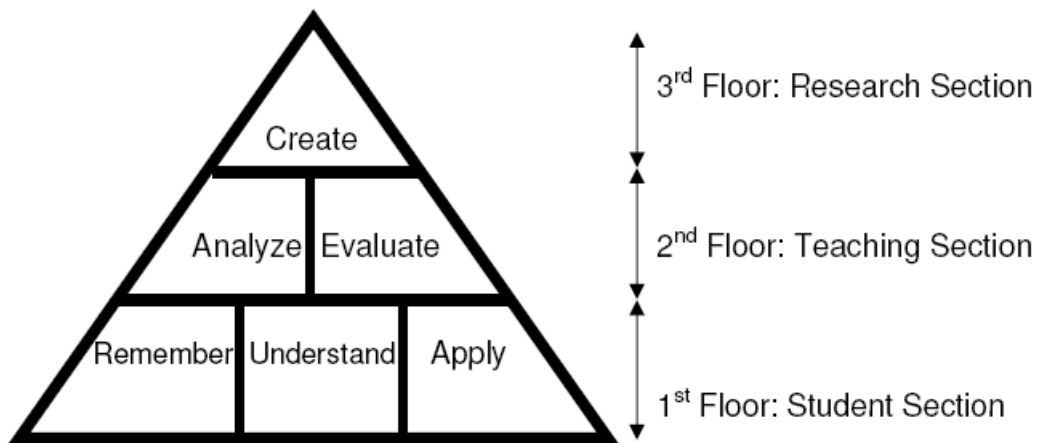 Create
3rd Floor: Research Section
Analyze Evaluate
2nd Floor: Teaching Section
Remember Understand Apply
1st Floor: Student Section